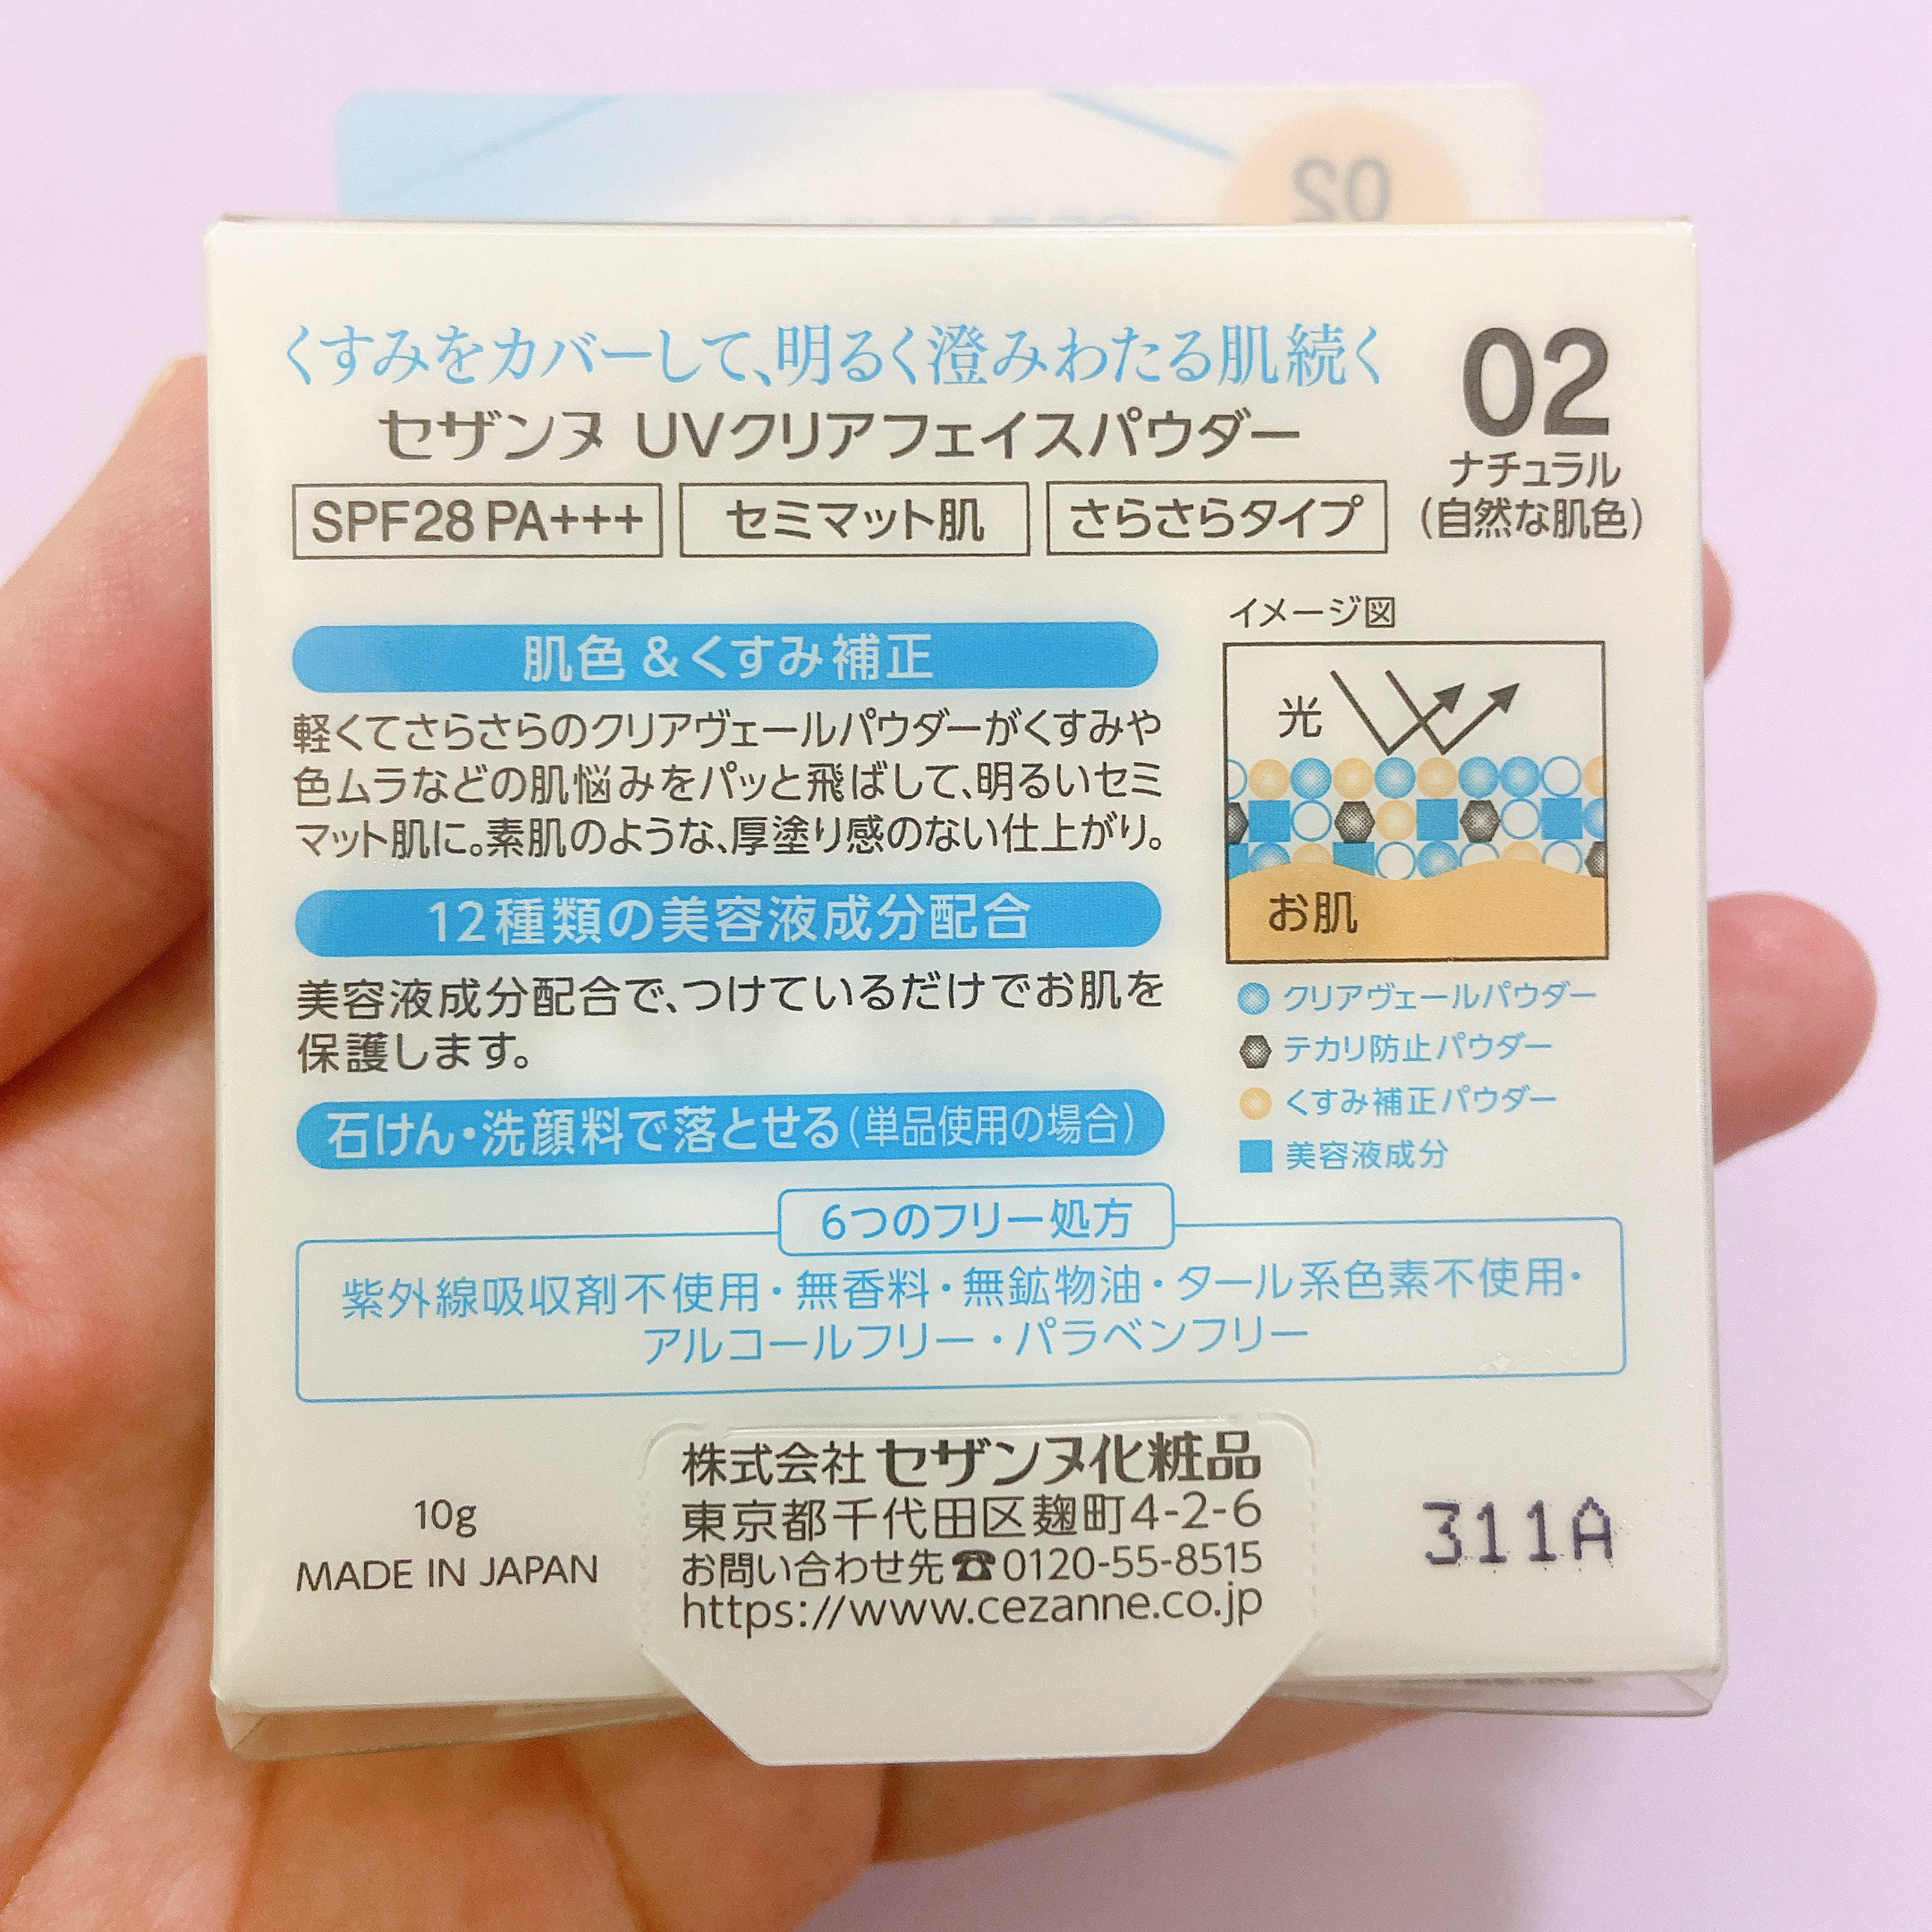 02
くすみをカバーして、明るく澄みわたる肌続く
セザンヌ UVクリアフェイスパウダー
02
ナチュラル
(自然な肌色)
SPF28 PA+++ セミマット肌 さらさらタイプ
肌色&くすみ補正
軽くてさらさらのクリアヴェールパウダーがくすみや
色ムラなどの肌悩みをパッと飛ばして、明るいセミ
マット肌に。素肌のような、厚塗り感のない仕上がり。
12種類の美容液成分配合
美容液成分配合で、つけているだけでお肌を
保護します。
石けん・洗顔料で落とせる(単品使用の場合)
イメージ図
光
お肌
クリアヴェールパウダー
テカリ防止パウダー
くすみ補正パウダー
美容液成分
6つのフリー処方
紫外線吸収剤不使用・無香料・無鉱物油・タール系色素不使用・
アルコールフリー・パラベンフリー
10g
MADE IN JAPAN
株式会社 セザンヌ化粧品
東京都千代田区麹町4-2-6
お問い合わせ先☎0120-55-8515
https://www.cezanne.co.jp
311A